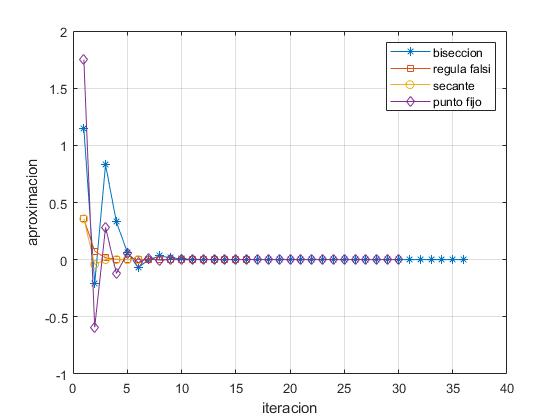 2
1.5
1
0.5
0
-0.5
-1
0 5 10 15 20 25 30 35 40
aproximacion
iteracion
biseccion
regula falsi
secante
punto fijo